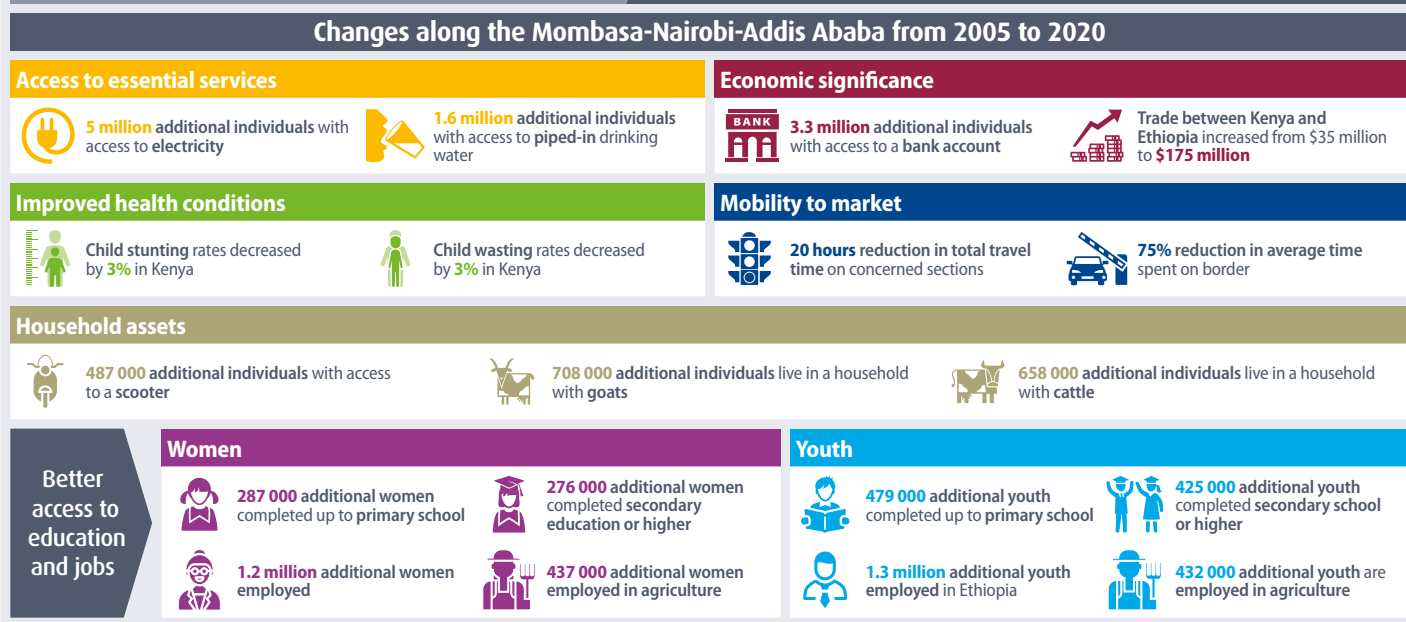 Changes along the Mombasa-Nairobi-Addis Ababa from 2005 to 2020
Access to essential services
5 million additional individuals with
access to electricity
1.6 million additional individuals
with access to piped-in drinking
water
Economic significance
BANK
3.3 million additional individuals
with access to a bank account
Trade between Kenya and
Ethiopia increased from $35 million
to $175 million
Improved health conditions
Child stunting rates decreased
by 3% in Kenya
Child wasting rates decreased
by 3% in Kenya
Mobility to market
20 hours reduction in total travel
time on concerned sections
75% reduction in average time
spent on border
Household assets
487 000 additional individuals with access
to a scooter
708 000 additional individuals live in a household
with goats
658 000 additional individuals live in a household
with cattle
Better
access to
education
and jobs
Women
287 000 additional women
completed up to primary school
276 000 additional women
completed secondary
education or higher
1.2 million additional women
employed
437 000 additional women
employed in agriculture
Youth
479 000 additional youth
completed up to primary school
425 000 additional youth
completed secondary school
or higher
1.3 million additional youth
employed in Ethiopia
432 000 additional youth are
employed in agriculture